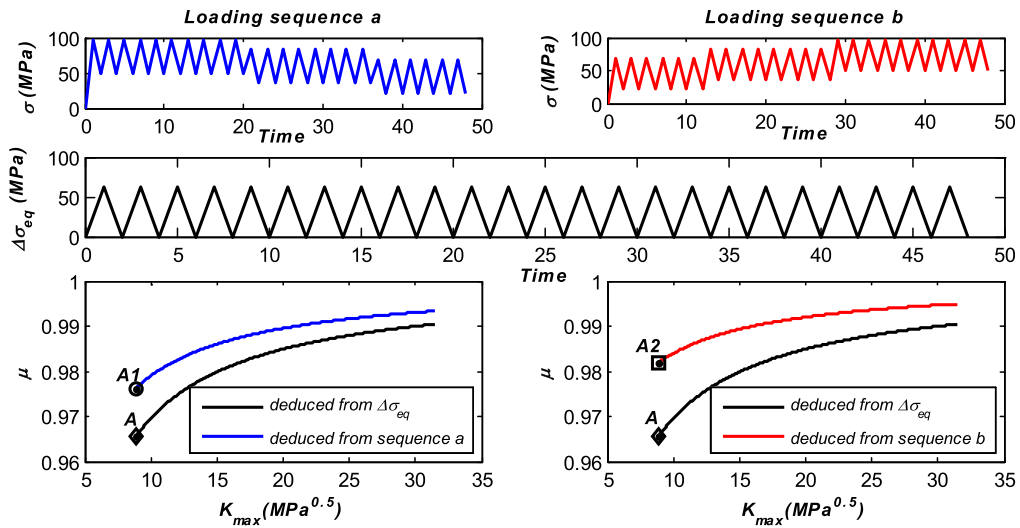 Loading sequence a
Loading sequence b
σ (MPa)
100
50
0
0 10 20 30 40 50
Time
σ (MPa)
100
50
0
0 10 20 30 40 50
Time
Δσeq (MPa)
100
50
0
0 5 10 15 20 25 30 35 40 45 50
Time
μ
1
0.99
0.98
0.97
0.96
A1
A
deduced from Δσeq
deduced from sequence a
5 10 15 20 25 30 35
Kmax(MPa0.5)
μ
1
0.99
0.98
0.97
0.96
A2
A
deduced from Δσeq
deduced from sequence b
5 10 15 20 25 30 35
Kmax(MPa0.5)